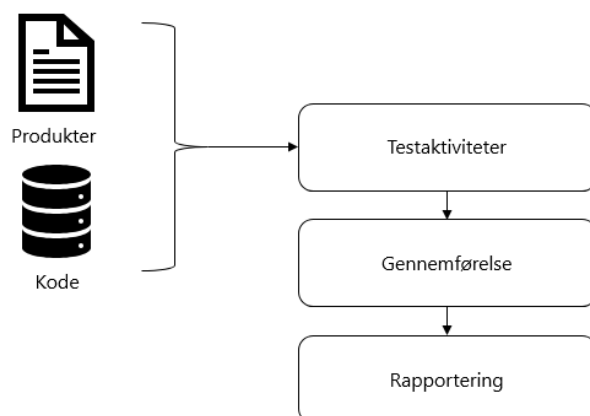 Produkter
Kode
Testaktiviteter
Gennemførelse
Rapportering